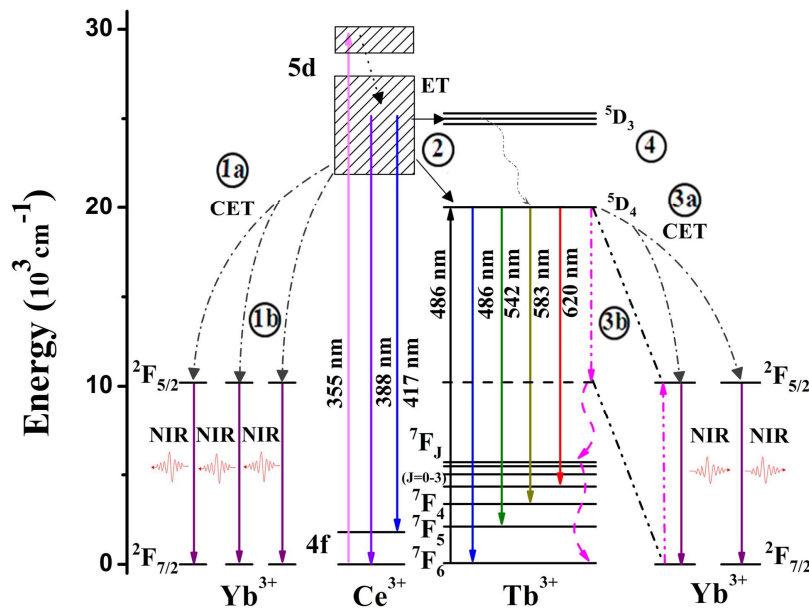 Energy (10³ cm⁻¹)
30
20
10
0
5d
ET
1a
CET
1b
2
⁵D₃
4
⁵D₄
3a
CET
3b
355 nm
388 nm
417 nm
486 nm
486 nm
542 nm
583 nm
620 nm
²F₅/₂
²F₅/₂
NIR
NIR
NIR
NIR
NIR
⁷F_J
(J=0-3)
⁷F₄
⁷F₅
⁷F₆
4f
²F₇/₂
²F₇/₂
Yb³⁺
Ce³⁺
Tb³⁺
Yb³⁺